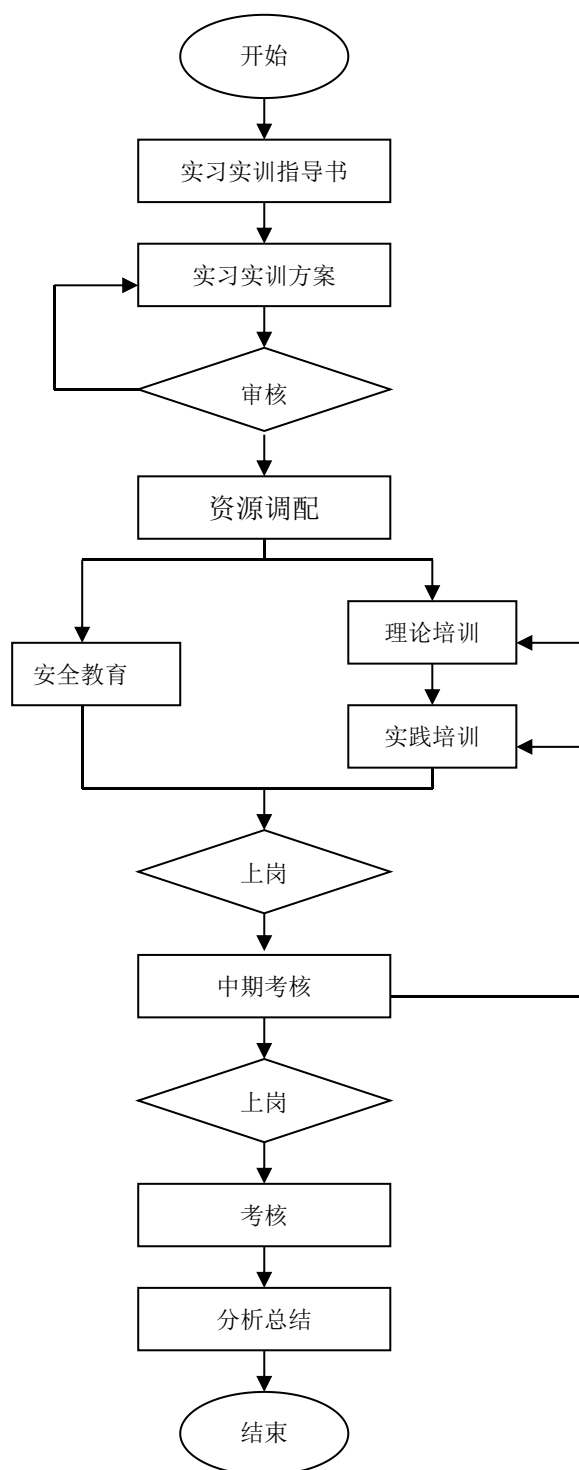 开始
实习实训指导书
实习实训方案
审核
资源调配
理论培训
安全教育
实践培训
上岗
中期考核
上岗
考核
分析总结
结束